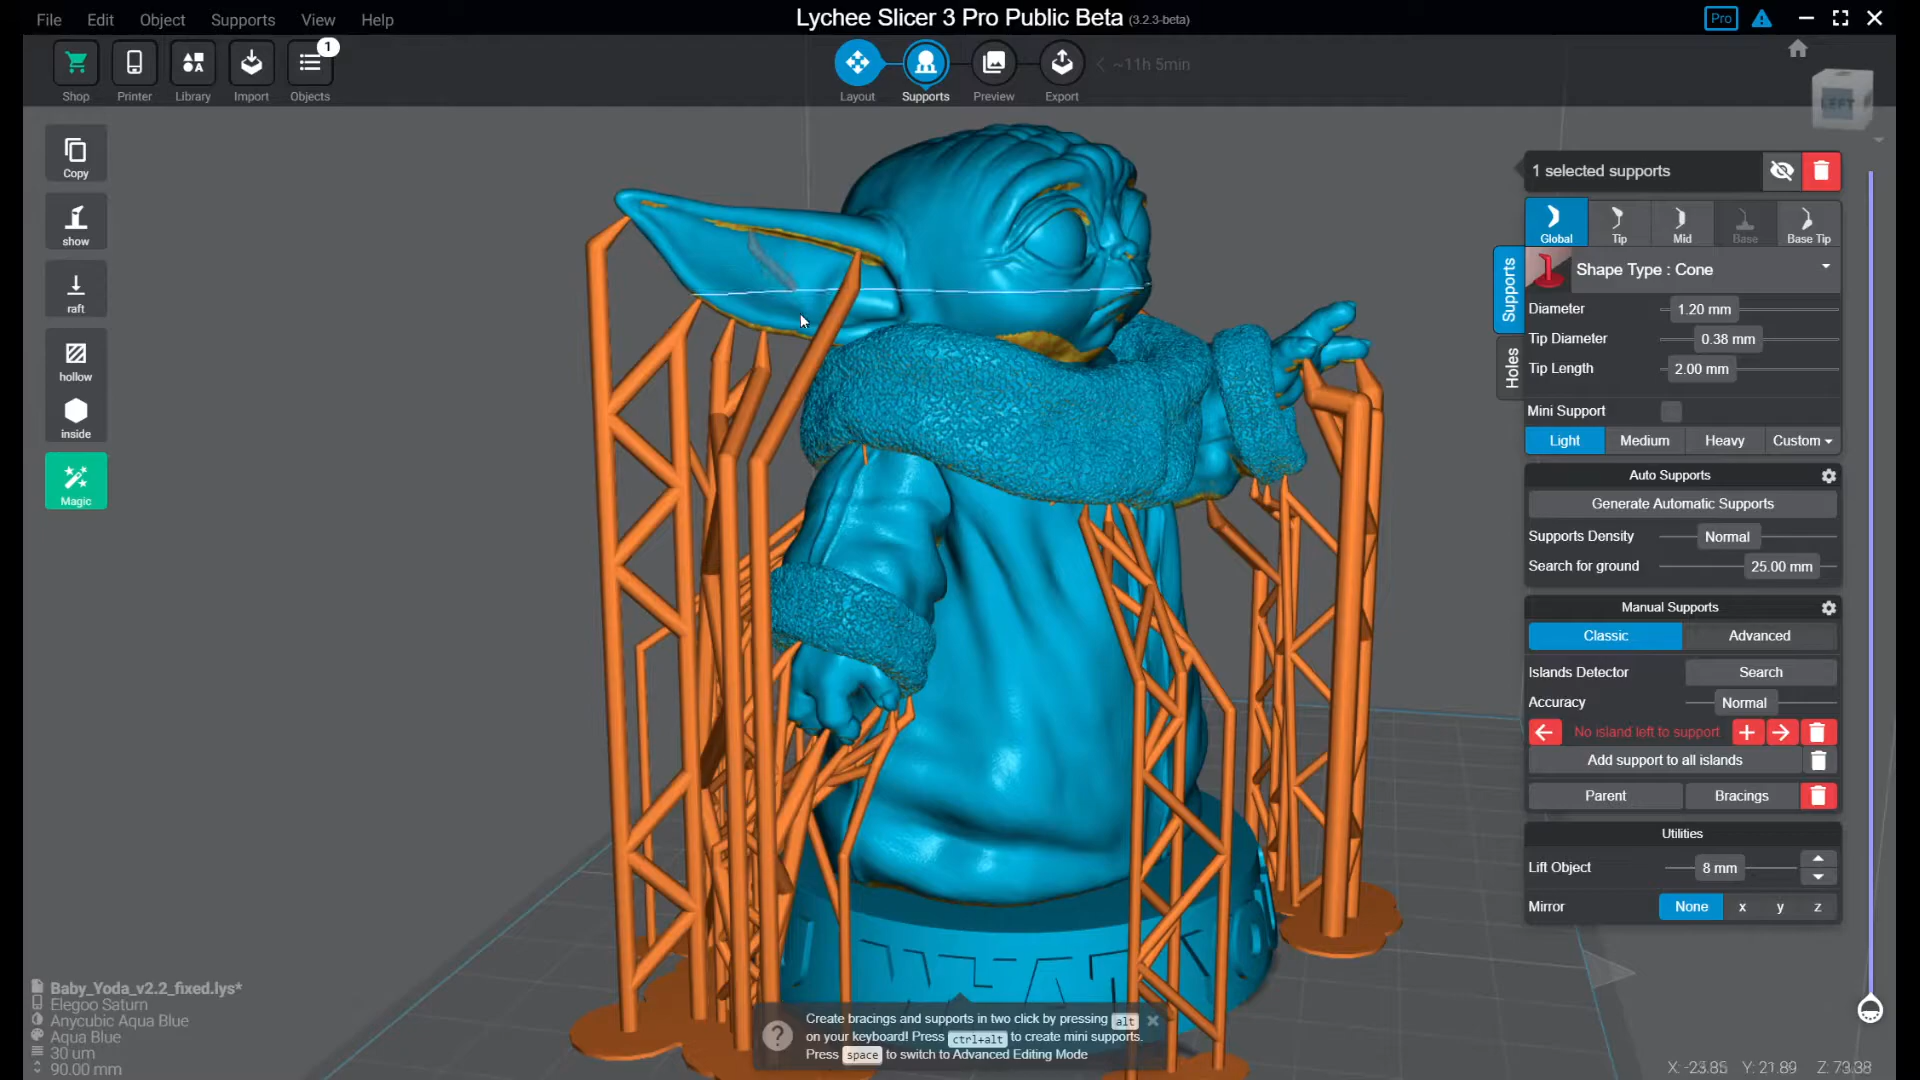 File Edit Object Supports View Help
Lychee Slicer 3 Pro Public Beta (3.2.3-beta)
Pro
1
Shop Printer Library Import Objects
Layout Supports Preview Export
~11h 5min
LEFT
Copy
show
raft
hollow
inside
Magic
1 selected supports
Global Tip Mid Base Base Tip
Supports
Holes
Shape Type : Cone
Diameter 1.20 mm
Tip Diameter 0.38 mm
Tip Length 2.00 mm
Mini Support
Light Medium Heavy Custom
Auto Supports
Generate Automatic Supports
Supports Density Normal
Search for ground 25.00 mm
Manual Supports
Classic Advanced
Islands Detector Search
Accuracy Normal
No island left to support
Add support to all islands
Parent Bracings
Utilities
Lift Object 8 mm
Mirror None x y z
Baby_Yoda_v2.2_fixed.lys*
Elegoo Saturn
Anycubic Aqua Blue
Aqua Blue
30 um
90.00 mm
Create bracings and supports in two click by pressing alt
on your keyboard! Press ctrl+alt to create mini supports.
Press space to switch to Advanced Editing Mode
X: -23.85 Y: 21.89 Z: 73.38